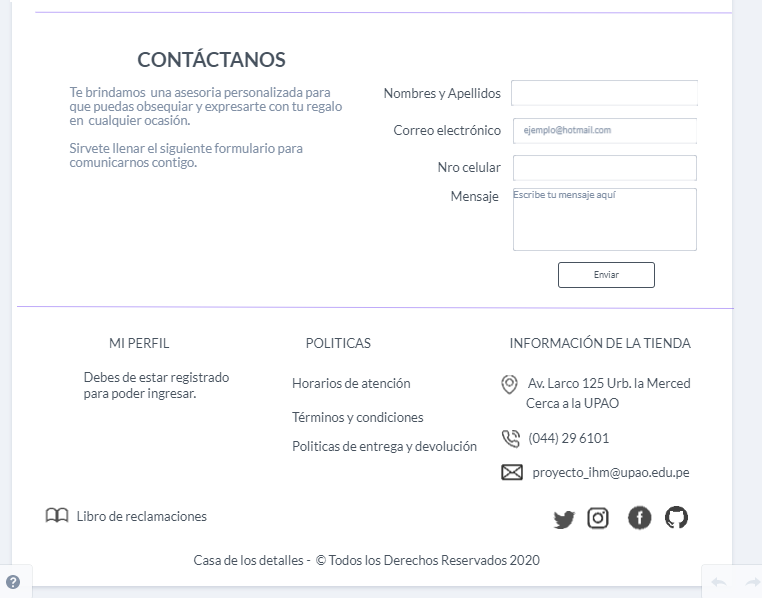 CONTÁCTANOS
Te brindamos una asesoria personalizada para
que puedas obsequiar y expresarte con tu regalo
en cualquier ocasión.
Sirvete llenar el siguiente formulario para
comunicarnos contigo.
Nombres y Apellidos
Correo electrónico
ejemplo@hotmail.com
Nro celular
Mensaje
Escribe tu mensaje aquí
Enviar
MI PERFIL
Debes de estar registrado
para poder ingresar.
POLITICAS
Horarios de atención
Términos y condiciones
Politicas de entrega y devolución
INFORMACIÓN DE LA TIENDA
Av. Larco 125 Urb. la Merced
Cerca a la UPAO
(044) 29 6101
proyecto_ihm@upao.edu.pe
Libro de reclamaciones
Casa de los detalles - © Todos los Derechos Reservados 2020